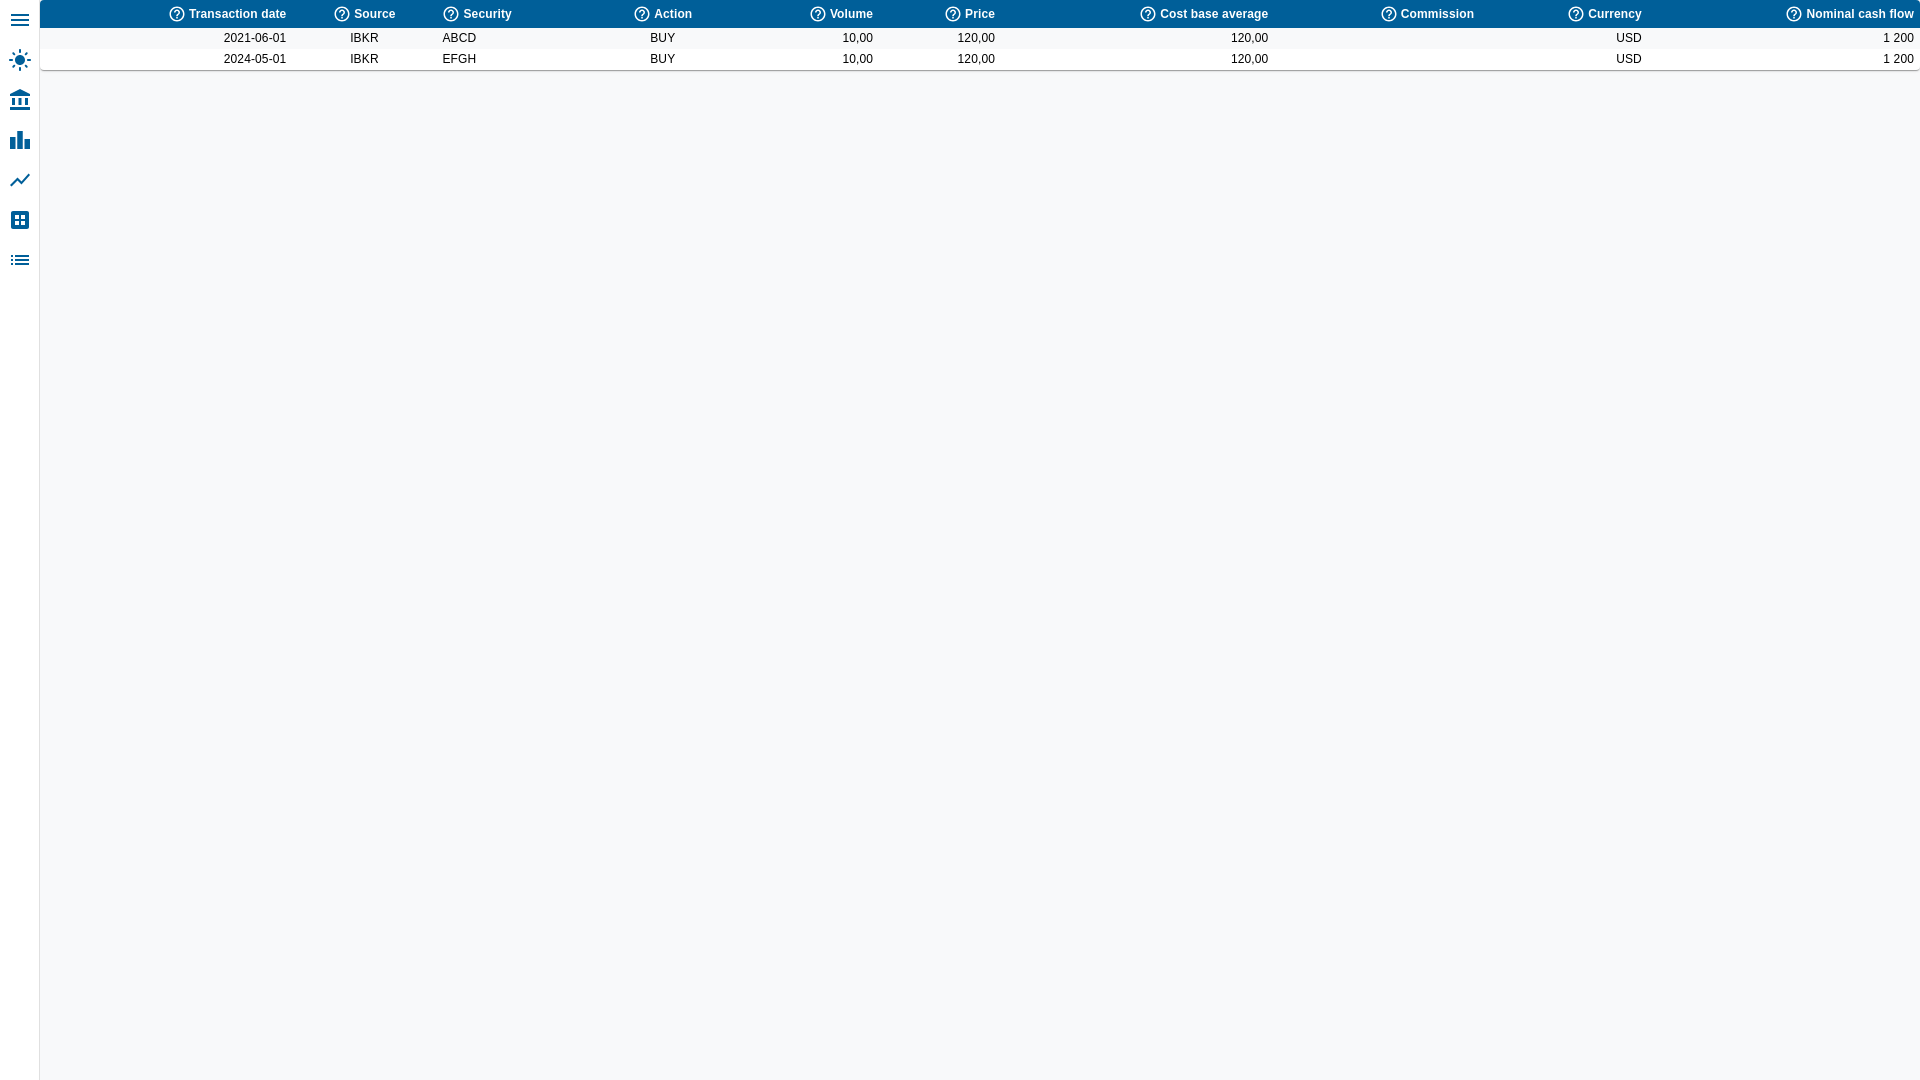 Transaction date Source Security Action Volume Price Cost base average Commission Currency Nominal cash flow
2021-06-01 IBKR ABCD BUY 10,00 120,00 120,00 USD 1 200
2024-05-01 IBKR EFGH BUY 10,00 120,00 120,00 USD 1 200